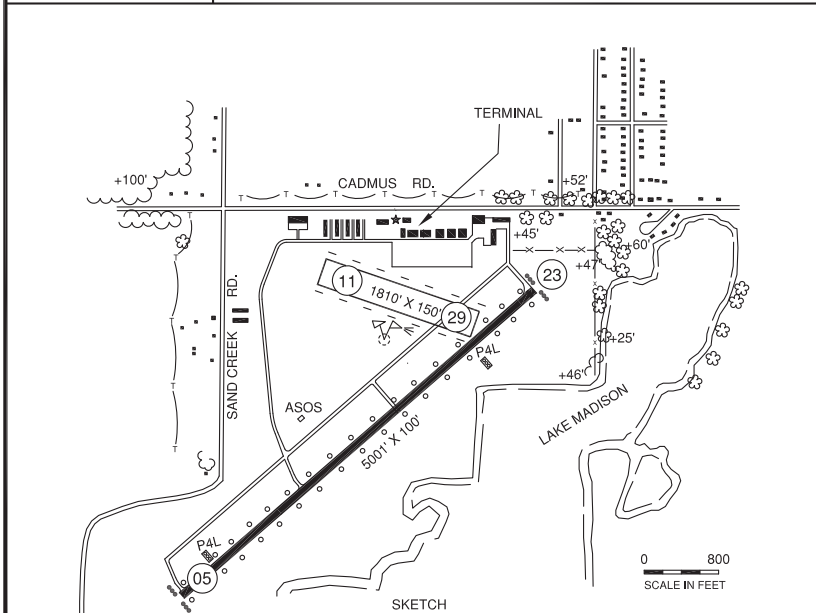 TERMINAL
+100'
T
T
CADMUS RD.
T
T
T
T
+52'
T
T
+45'
+60'
+47'
T
11
23
1810' X 150'
29
SAND CREEK RD.
P4L
+25'
+46'
T
ASOS
LAKE MADISON
5001' X 100'
T
P4L
05
0 800
SCALE IN FEET
SKETCH